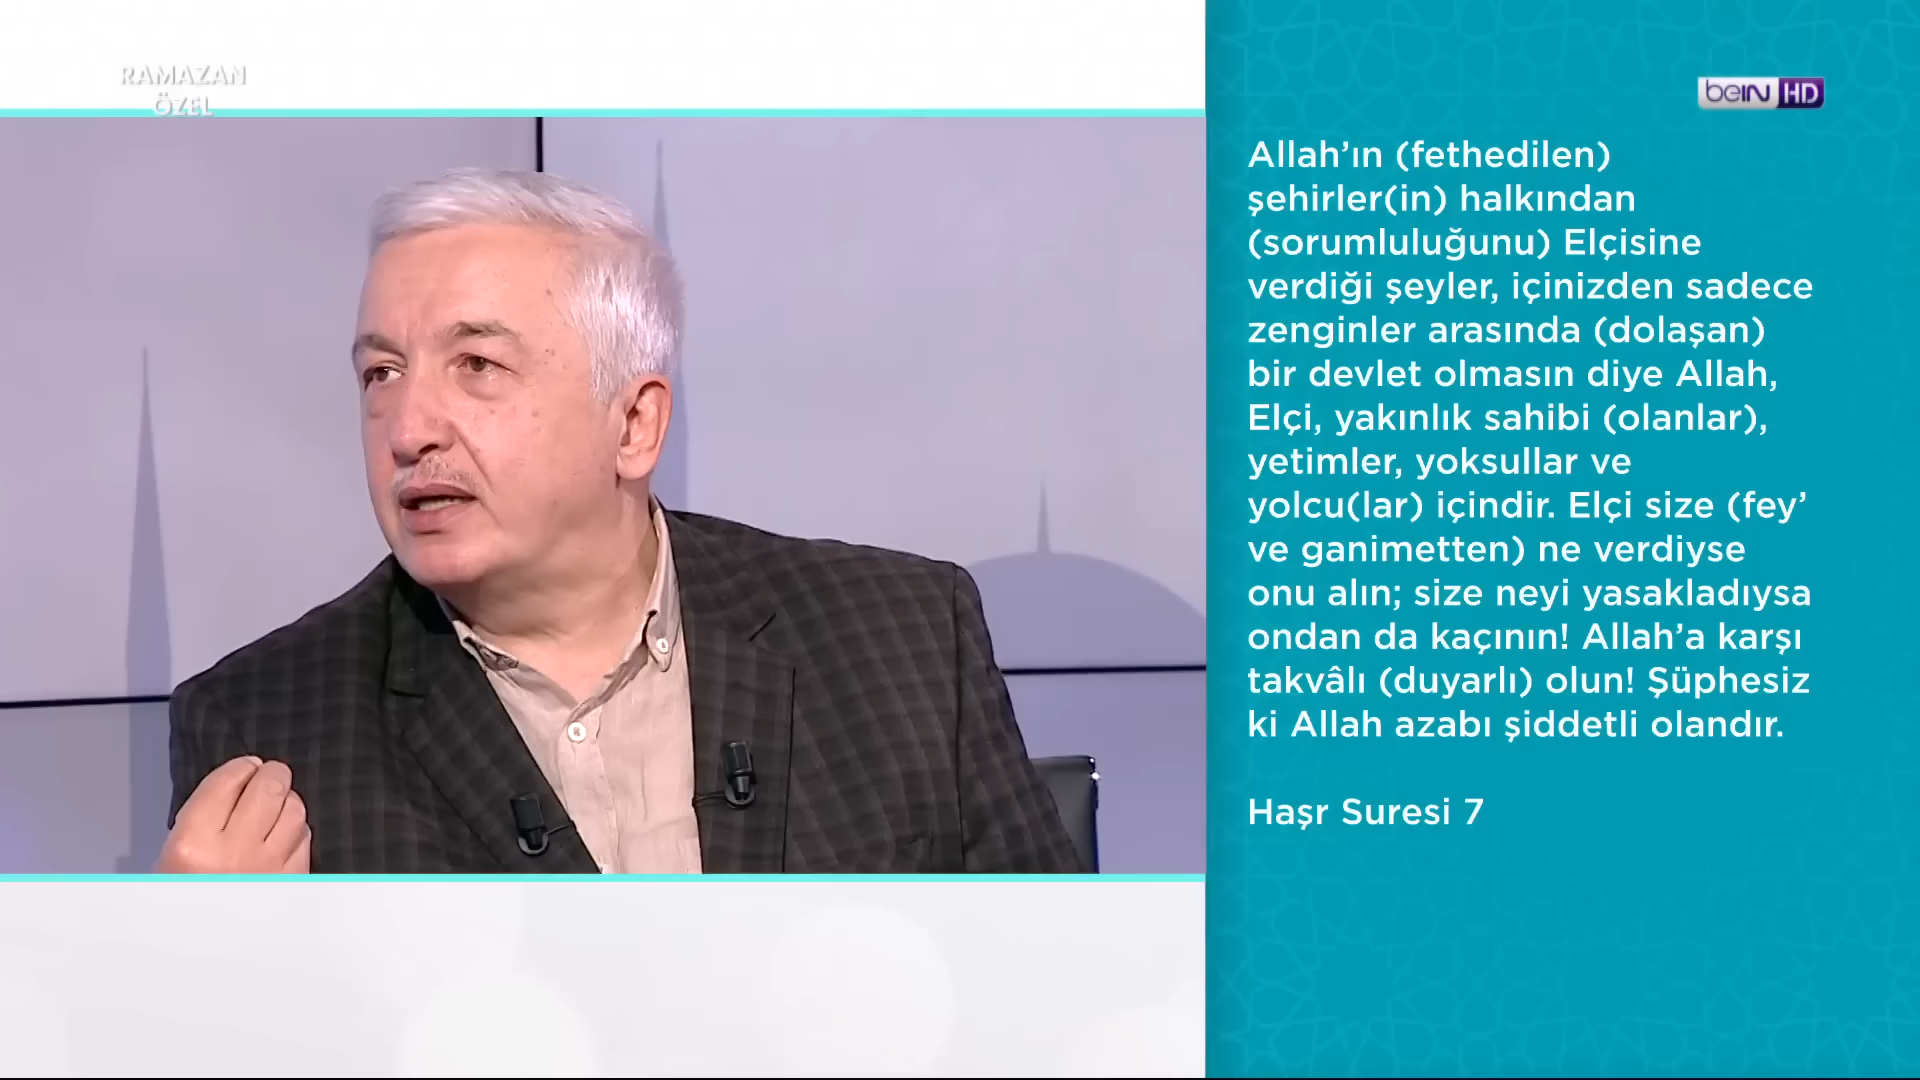 RAMAZAN
ÖZEL
beIN HD
Allah’ın (fethedilen)
şehirler(in) halkından
(sorumluluğunu) Elçisine
verdiği şeyler, içinizden sadece
zenginler arasında (dolaşan)
bir devlet olmasın diye Allah,
Elçi, yakınlık sahibi (olanlar),
yetimler, yoksullar ve
yolcu(lar) içindir. Elçi size (fey’
ve ganimetten) ne verdiyse
onu alın; size neyi yasakladıysa
ondan da kaçının! Allah’a karşı
takvâlı (duyarlı) olun! Şüphesiz
ki Allah azabı şiddetli olandır.
Haşr Suresi 7